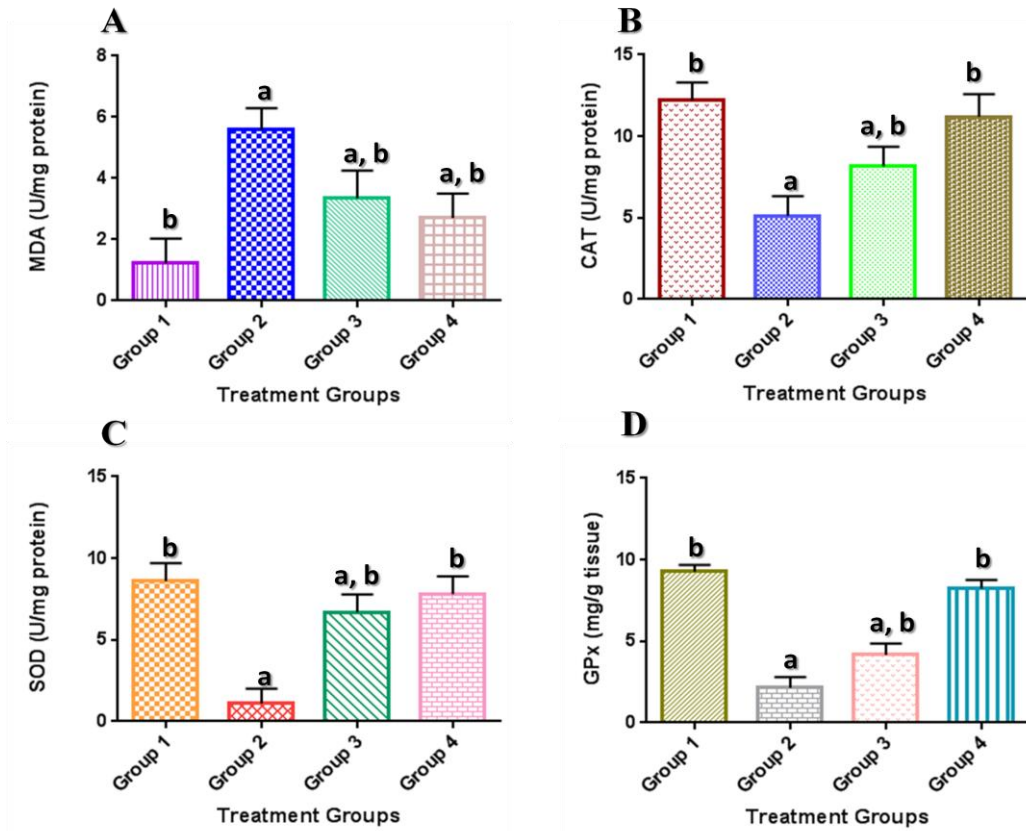 A
MDA (U/mg protein)
8
6
4
2
0
b
a
a, b
a, b
Group 1
Group 2
Group 3
Group 4
Treatment Groups
B
CAT (U/mg protein)
15
10
5
0
b
a
a, b
b
Group 1
Group 2
Group 3
Group 4
Treatment Groups
C
SOD (U/mg protein)
15
10
5
0
b
a
a, b
b
Group 1
Group 2
Group 3
Group 4
Treatment Groups
D
GPx (mg/g tissue)
15
10
5
0
b
a
a, b
b
Group 1
Group 2
Group 3
Group 4
Treatment Groups